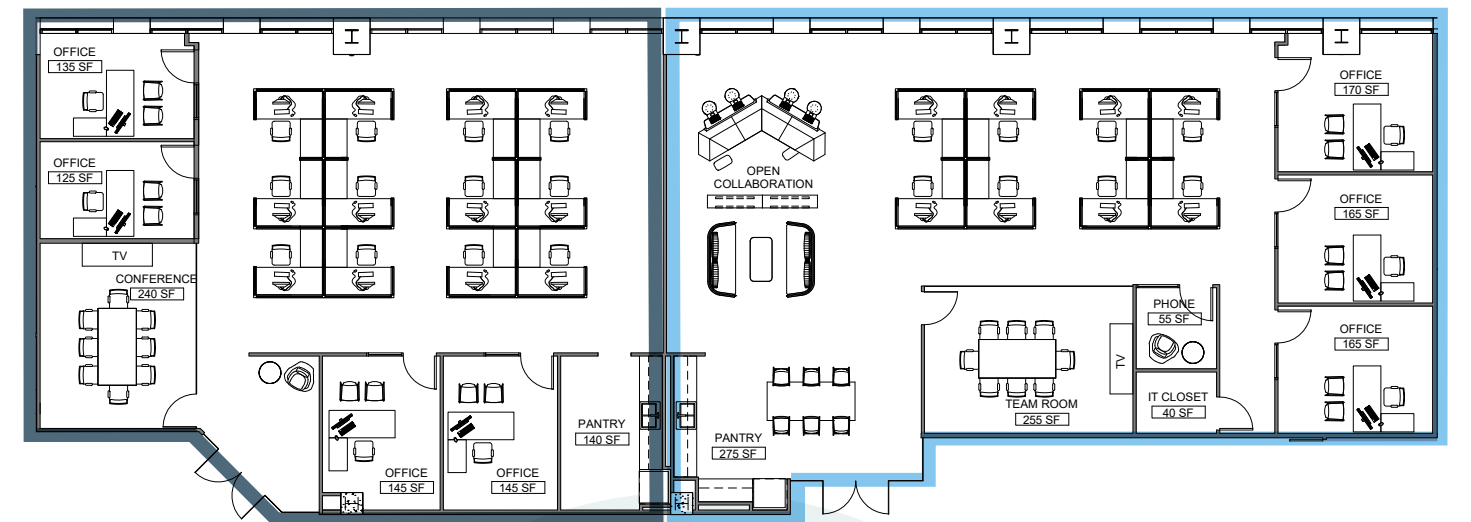 OFFICE
135 SF
OFFICE
125 SF
TV
CONFERENCE
240 SF
OFFICE
145 SF
OFFICE
145 SF
PANTRY
140 SF
OPEN
COLLABORATION
PANTRY
275 SF
TEAM ROOM
255 SF
TV
PHONE
55 SF
IT CLOSET
40 SF
OFFICE
170 SF
OFFICE
165 SF
OFFICE
165 SF